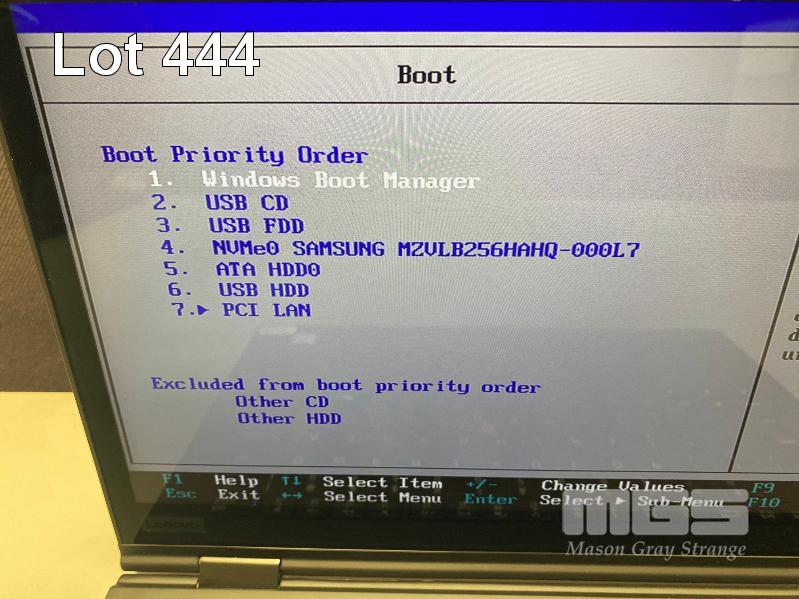 Lot 444
Boot
Boot Priority Order
1. Windows Boot Manager
2. USB CD
3. USB FDD
4. NVMe0 SAMSUNG MZVLB256HAHQ-000L7
5. ATA HDD0
6. USB HDD
7.▸ PCI LAN
Excluded from boot priority order
Other CD
Other HDD
F1 Help ↑↓ Select Item +/- Change Values F9
Esc Exit ←→ Select Menu Enter Select ▸ Sub-Menu F10
Lenovo
MGS
Mason Gray Strange